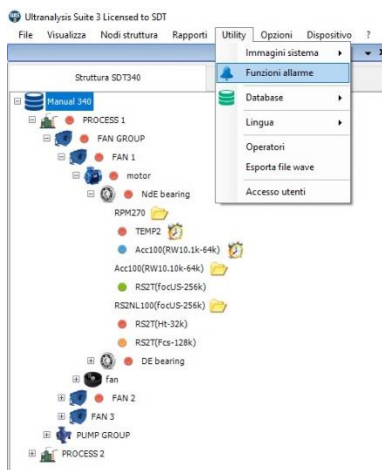 Ultranalysis Suite 3 Licensed to SDT
File Visualizza Nodi struttura Rapporti Utility Opzioni Dispositivo ?
Immagini sistema
Funzioni allarme
Database
Lingua
Operatori
Esporta file wave
Accesso utenti
Struttura SDT340
Manual 340
PROCESS 1
FAN GROUP
FAN 1
motor
NdE bearing
RPM270
TEMP2
Acc100(RW10.1k-64k)
Acc100(RW10.10k-64k)
RS2T(focUS-256k)
RS2NL100(focUS-256k)
RS2T(Ht-32k)
RS2T(Fcs-128k)
DE bearing
fan
FAN 2
FAN 3
PUMP GROUP
PROCESS 2